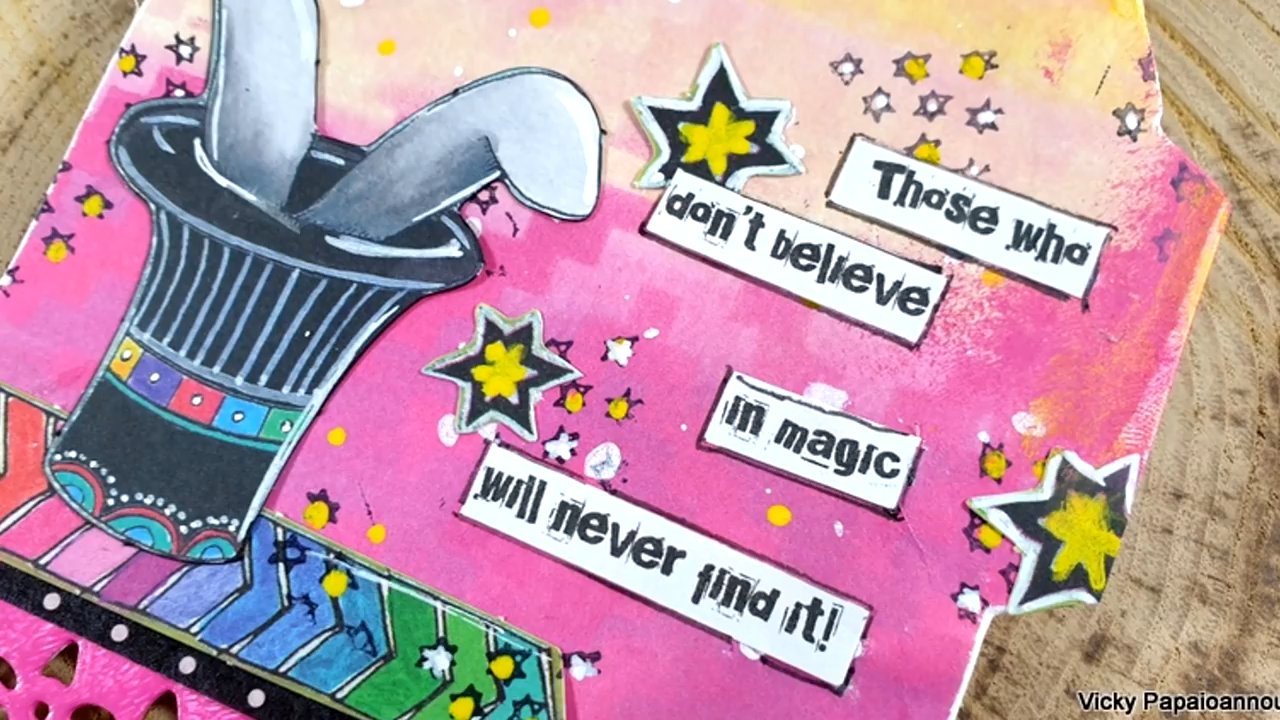 Those who
don't believe
in magic
will never find it!
Vicky Papaioannou